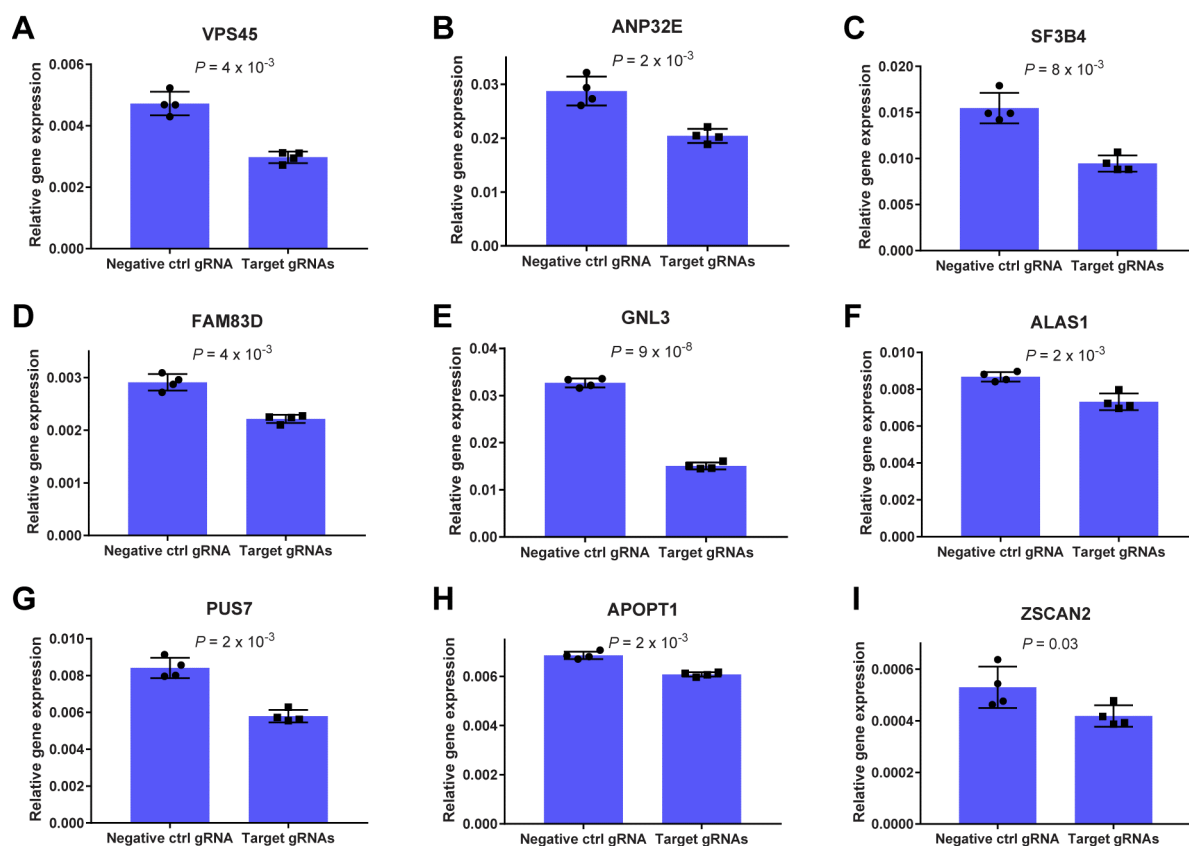 A
VPS45
P = 4 x 10-3
Relative gene expression
0.006
0.004
0.002
0.000
Negative ctrl gRNA Target gRNAs
B
ANP32E
P = 2 x 10-3
Relative gene expression
0.03
0.02
0.01
0.00
Negative ctrl gRNA Target gRNAs
C
SF3B4
P = 8 x 10-3
Relative gene expression
0.020
0.015
0.010
0.005
0.000
Negative ctrl gRNA Target gRNAs
D
FAM83D
P = 4 x 10-3
Relative gene expression
0.003
0.002
0.001
0.000
Negative ctrl gRNA Target gRNAs
E
GNL3
P = 9 x 10-8
Relative gene expression
0.04
0.03
0.02
0.01
0.00
Negative ctrl gRNA Target gRNAs
F
ALAS1
P = 2 x 10-3
Relative gene expression
0.010
0.008
0.006
0.004
0.002
0.000
Negative ctrl gRNA Target gRNAs
G
PUS7
P = 2 x 10-3
Relative gene expression
0.010
0.008
0.006
0.004
0.002
0.000
Negative ctrl gRNA Target gRNAs
H
APOPT1
P = 2 x 10-3
Relative gene expression
0.006
0.004
0.002
0.000
Negative ctrl gRNA Target gRNAs
I
ZSCAN2
P = 0.03
Relative gene expression
0.0006
0.0004
0.0002
0.0000
Negative ctrl gRNA Target gRNAs